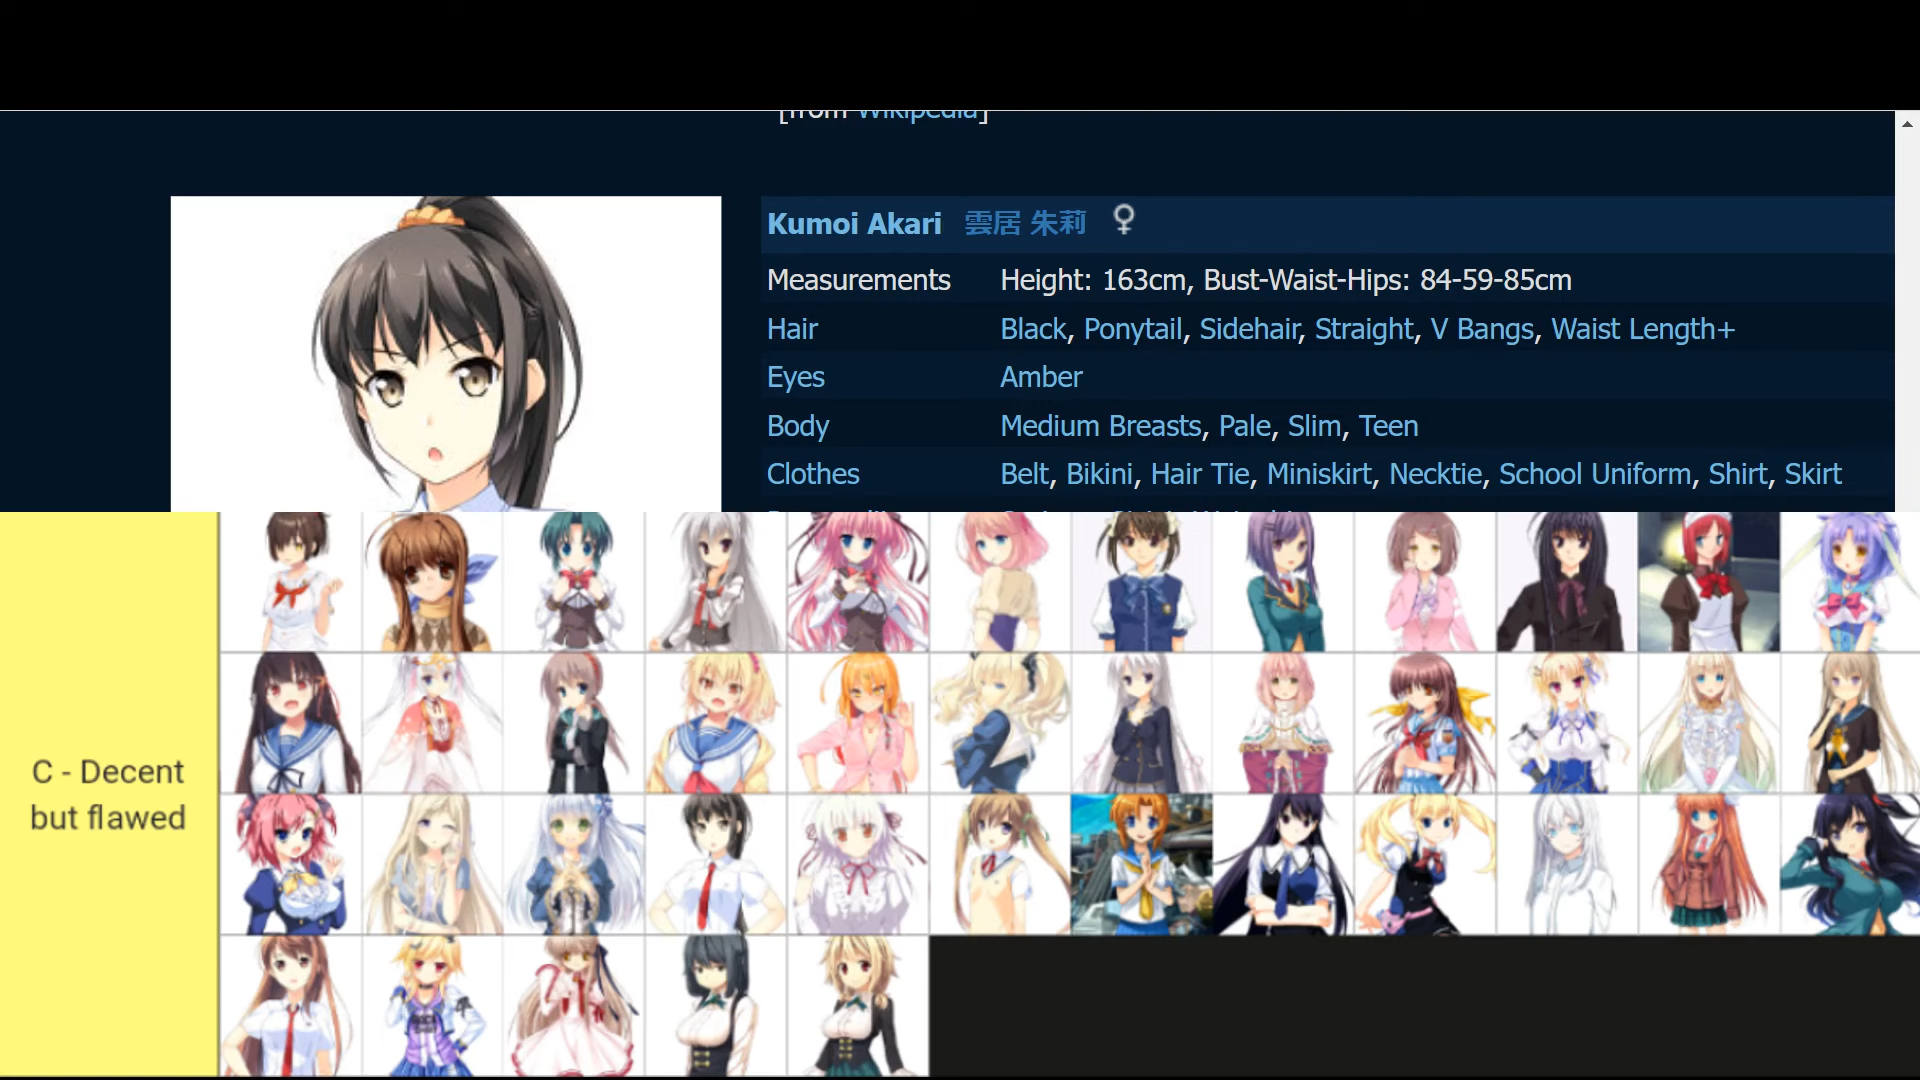 [from Wikipedia]
Kumoi Akari 雲居 朱莉 ♀
Measurements Height: 163cm, Bust-Waist-Hips: 84-59-85cm
Hair Black, Ponytail, Sidehair, Straight, V Bangs, Waist Length+
Eyes Amber
Body Medium Breasts, Pale, Slim, Teen
Clothes Belt, Bikini, Hair Tie, Miniskirt, Necktie, School Uniform, Shirt, Skirt
C - Decent
but flawed